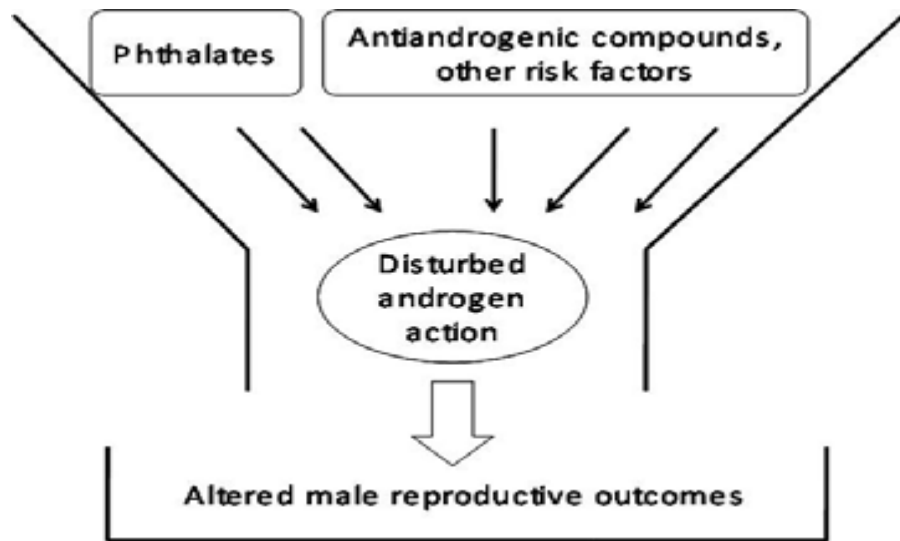 Phthalates
Antiandrogenic compounds,
other risk factors
Disturbed
androgen
action
Altered male reproductive outcomes